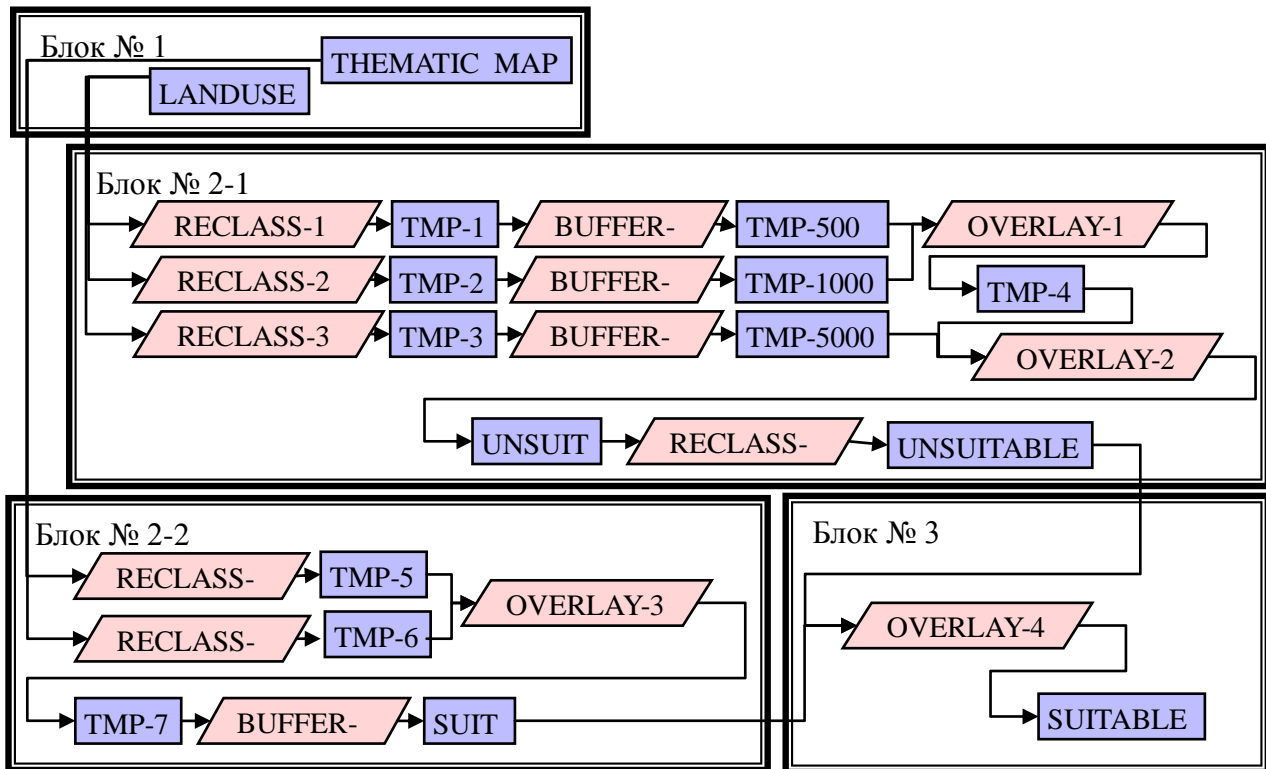 Блок № 1
THEMATIC MAP
LANDUSE
Блок № 2-1
RECLASS-1
TMP-1
BUFFER-
TMP-500
OVERLAY-1
RECLASS-2
TMP-2
BUFFER-
TMP-1000
TMP-4
RECLASS-3
TMP-3
BUFFER-
TMP-5000
OVERLAY-2
UNSUIT
RECLASS-
UNSUITABLE
Блок № 2-2
RECLASS-
TMP-5
OVERLAY-3
RECLASS-
TMP-6
TMP-7
BUFFER-
SUIT
Блок № 3
OVERLAY-4
SUITABLE